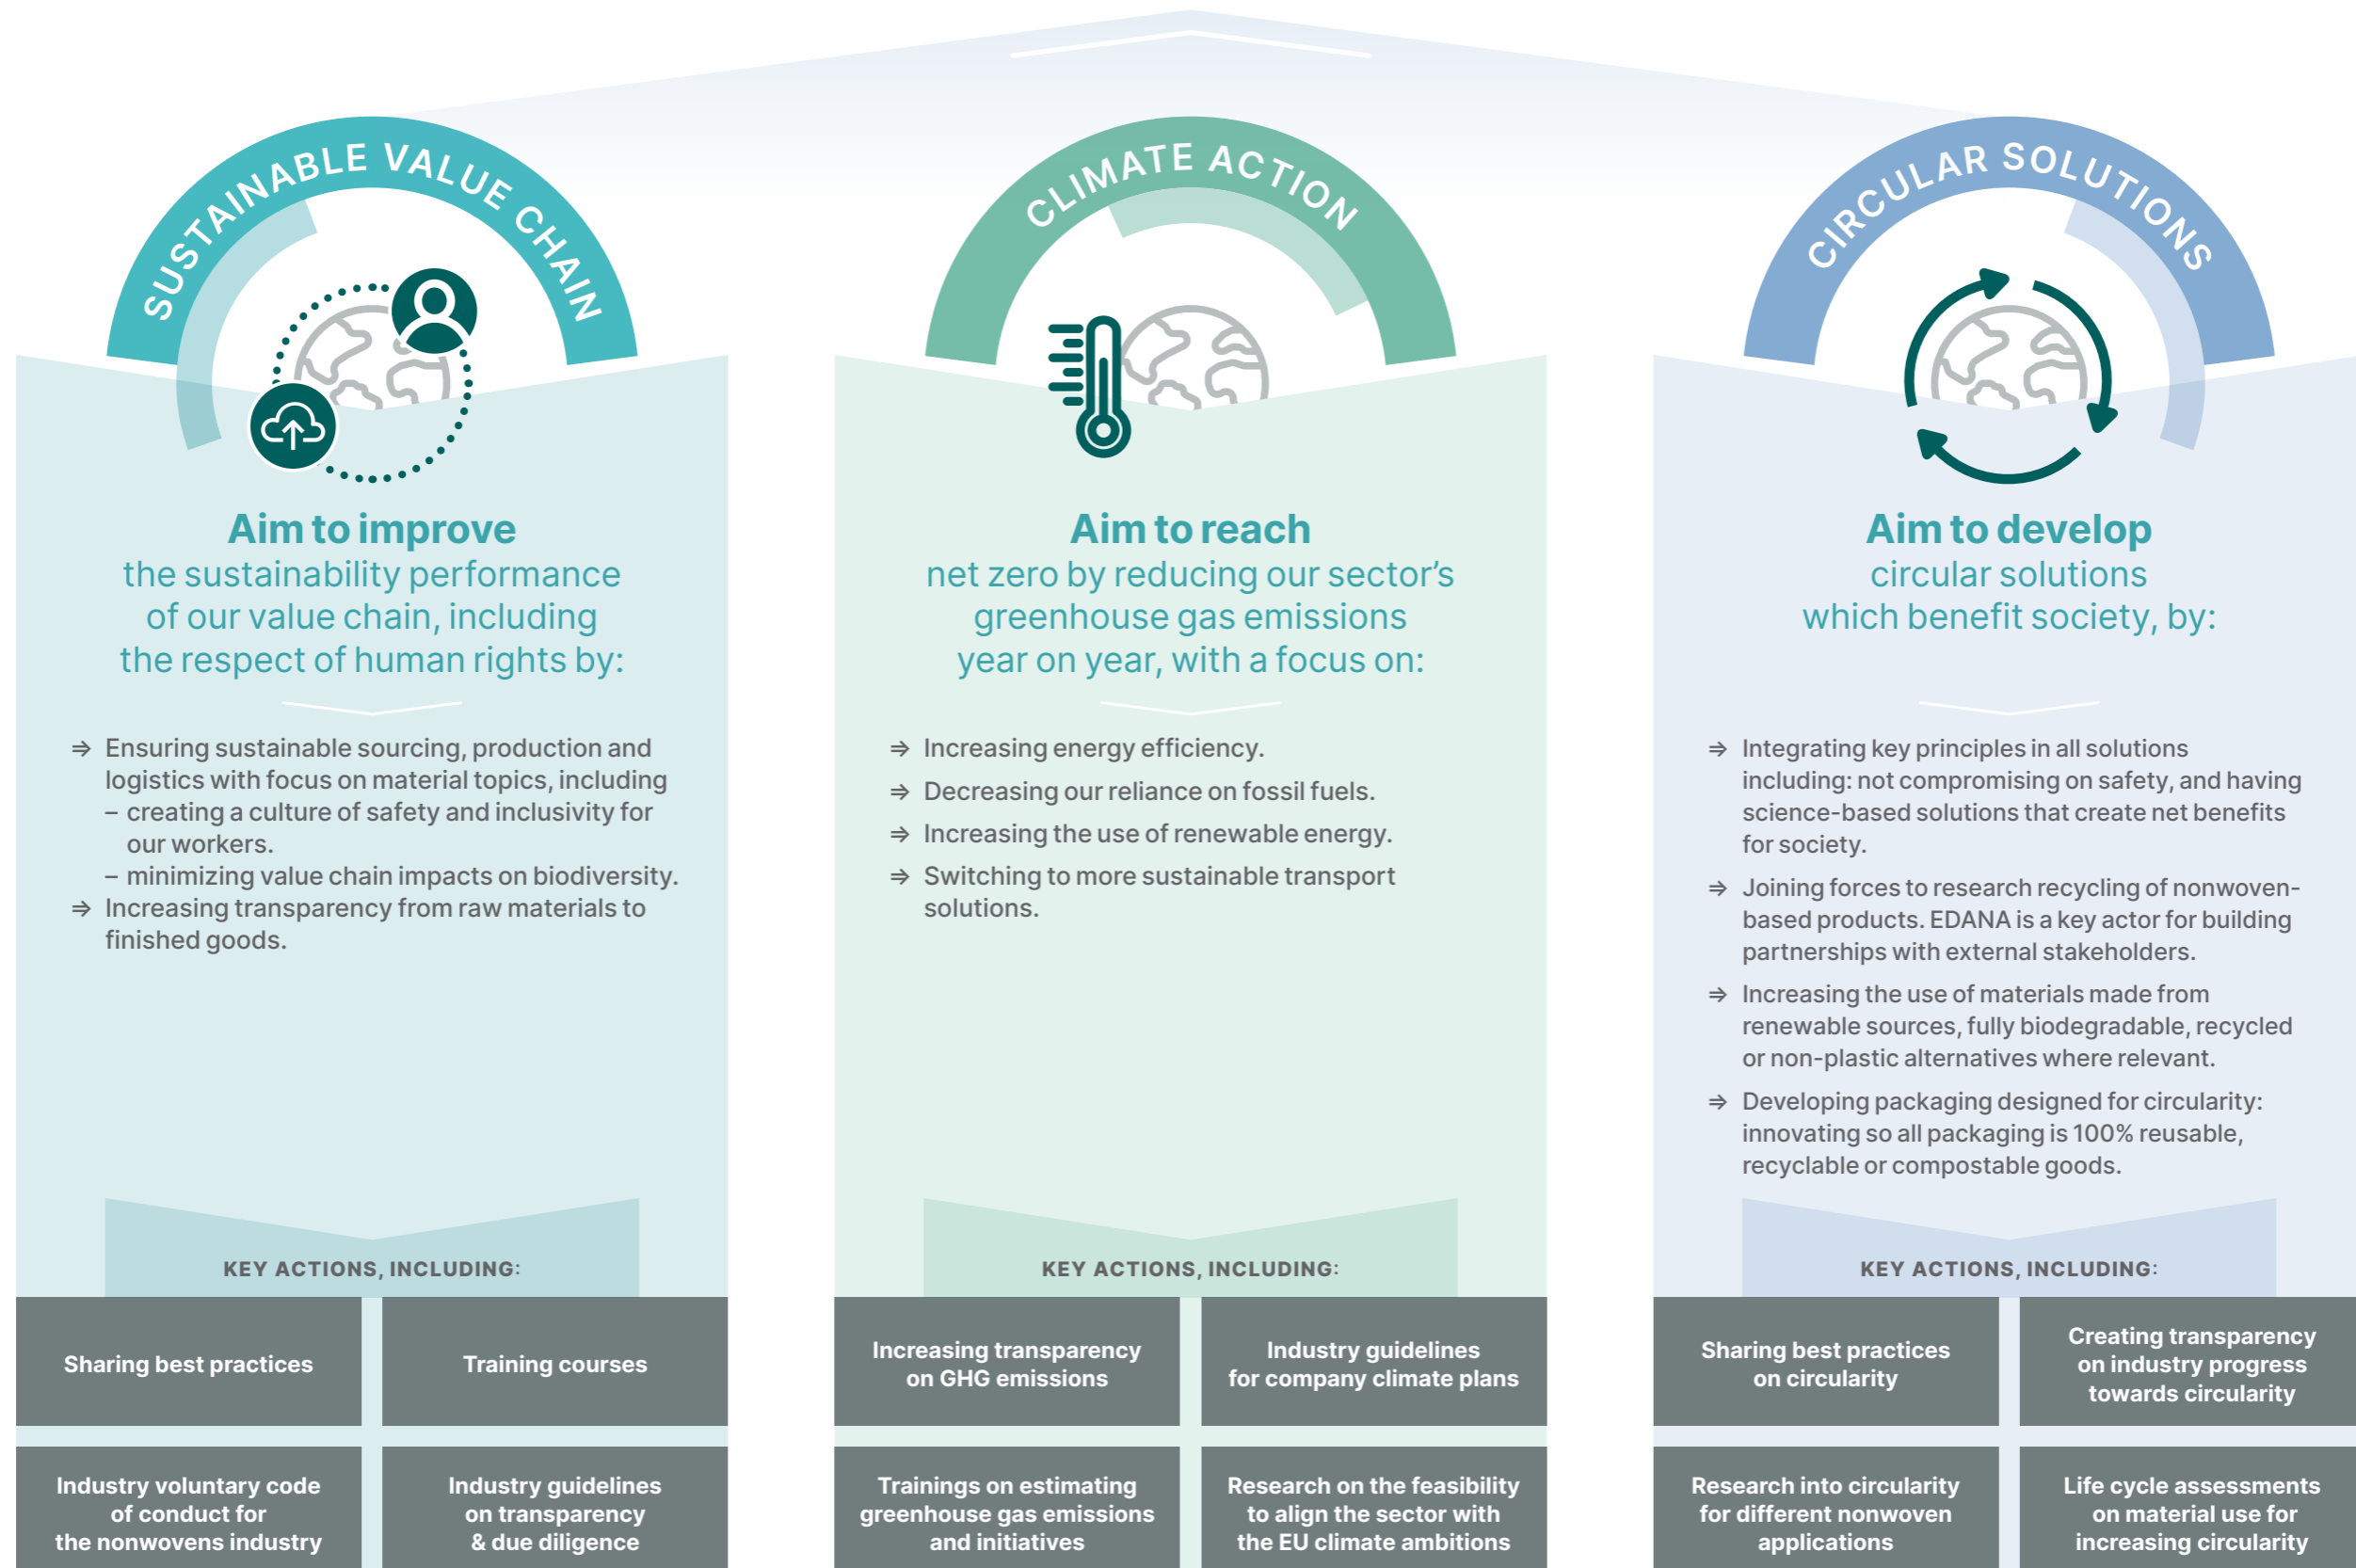 SUSTAINABLE VALUE CHAIN
Aim to improve
the sustainability performance
of our value chain, including
the respect of human rights by:
⇒ Ensuring sustainable sourcing, production and
logistics with focus on material topics, including
– creating a culture of safety and inclusivity for
our workers.
– minimizing value chain impacts on biodiversity.
⇒ Increasing transparency from raw materials to
finished goods.
KEY ACTIONS, INCLUDING:
Sharing best practices
Training courses
Industry voluntary code
of conduct for
the nonwovens industry
Industry guidelines
on transparency
& due diligence
CLIMATE ACTION
Aim to reach
net zero by reducing our sector’s
greenhouse gas emissions
year on year, with a focus on:
⇒ Increasing energy efficiency.
⇒ Decreasing our reliance on fossil fuels.
⇒ Increasing the use of renewable energy.
⇒ Switching to more sustainable transport
solutions.
KEY ACTIONS, INCLUDING:
Increasing transparency
on GHG emissions
Industry guidelines
for company climate plans
Trainings on estimating
greenhouse gas emissions
and initiatives
Research on the feasibility
to align the sector with
the EU climate ambitions
CIRCULAR SOLUTIONS
Aim to develop
circular solutions
which benefit society, by:
⇒ Integrating key principles in all solutions
including: not compromising on safety, and having
science-based solutions that create net benefits
for society.
⇒ Joining forces to research recycling of nonwoven-
based products. EDANA is a key actor for building
partnerships with external stakeholders.
⇒ Increasing the use of materials made from
renewable sources, fully biodegradable, recycled
or non-plastic alternatives where relevant.
⇒ Developing packaging designed for circularity:
innovating so all packaging is 100% reusable,
recyclable or compostable goods.
KEY ACTIONS, INCLUDING:
Sharing best practices
on circularity
Creating transparency
on industry progress
towards circularity
Research into circularity
for different nonwoven
applications
Life cycle assessments
on material use for
increasing circularity